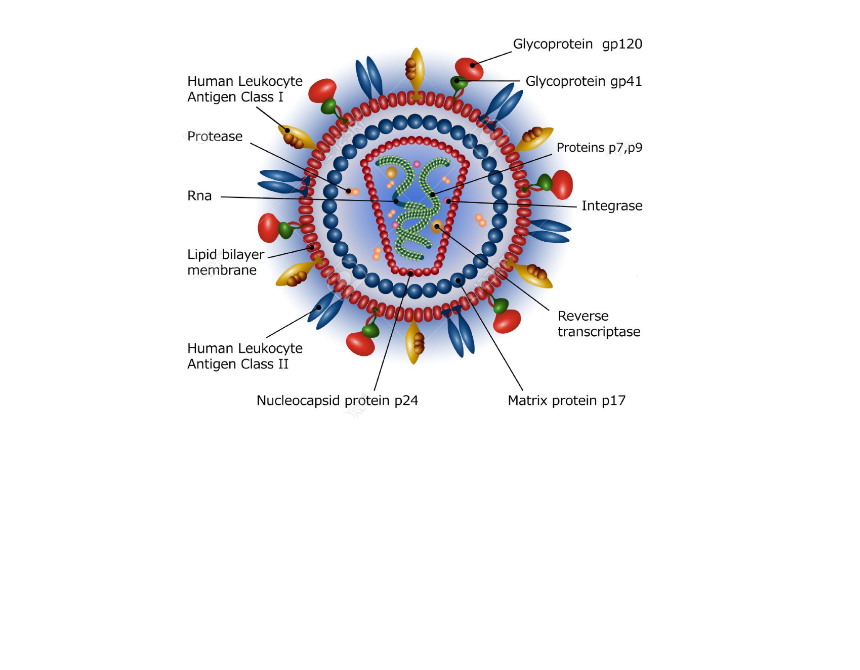 Glycoprotein gp120
Human Leukocyte
Antigen Class I
Glycoprotein gp41
Protease
Proteins p7,p9
Rna
Integrase
Lipid bilayer
membrane
Reverse
transcriptase
Human Leukocyte
Antigen Class II
Nucleocapsid protein p24
Matrix protein p17